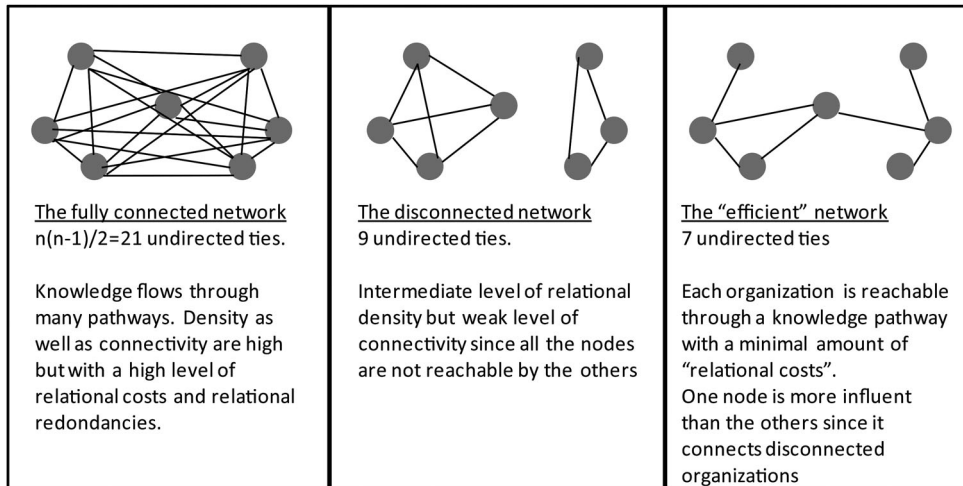 The fully connected network
n(n-1)/2=21 undirected ties.
Knowledge flows through
many pathways. Density as
well as connectivity are high
but with a high level of
relational costs and relational
redondancies.
The disconnected network
9 undirected ties.
Intermediate level of relational
density but weak level of
connectivity since all the nodes
are not reachable by the others
The “efficient” network
7 undirected ties
Each organization is reachable
through a knowledge pathway
with a minimal amount of
“relational costs”.
One node is more influent
than the others since it
connects disconnected
organizations